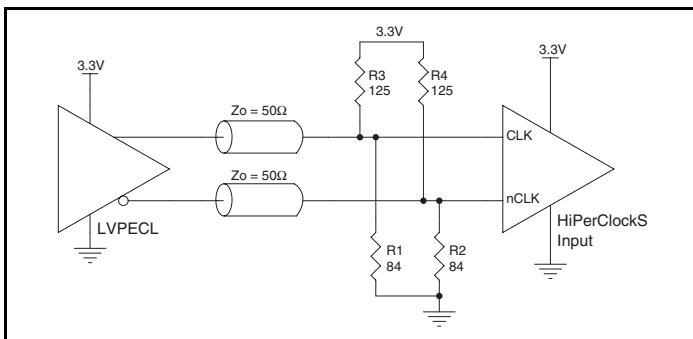 3.3V
3.3V
3.3V
R3
125
R4
125
Zo = 50Ω
CLK
Zo = 50Ω
nCLK
LVPECL
HiPerClockS
Input
R1
84
R2
84